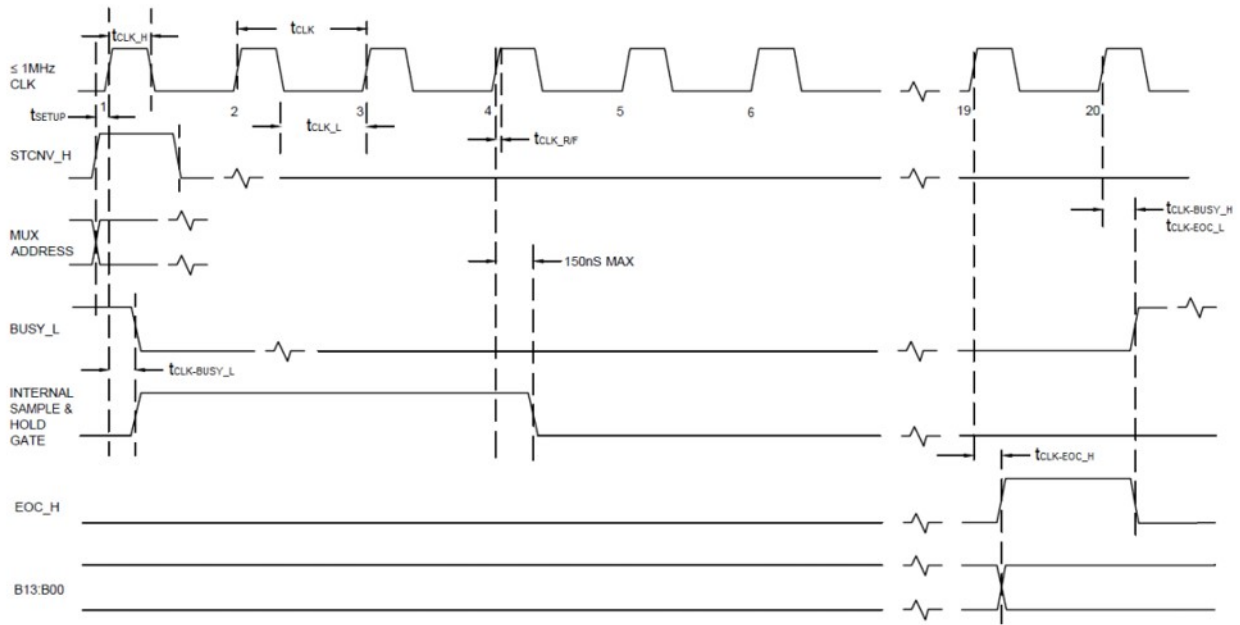 tCLK_H
tCLK
≤ 1MHz
CLK
1
2
3
4
5
6
19
20
tSETUP
tCLK_L
tCLK_R/F
STCNV_H
tCLK-BUSY_H
tCLK-EOC_L
MUX
ADDRESS
150nS MAX
BUSY_L
tCLK-BUSY_L
INTERNAL
SAMPLE &
HOLD
GATE
tCLK-EOC_H
EOC_H
B13:B00